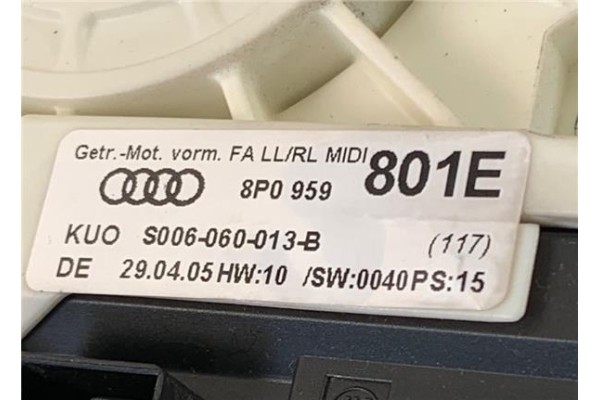 Getr.-Mot. vorm. FA LL/RL MIDI
8P0 959 801E
KUO S006-060-013-B (117)
DE 29.04.05 HW:10 /SW:0040 PS:15